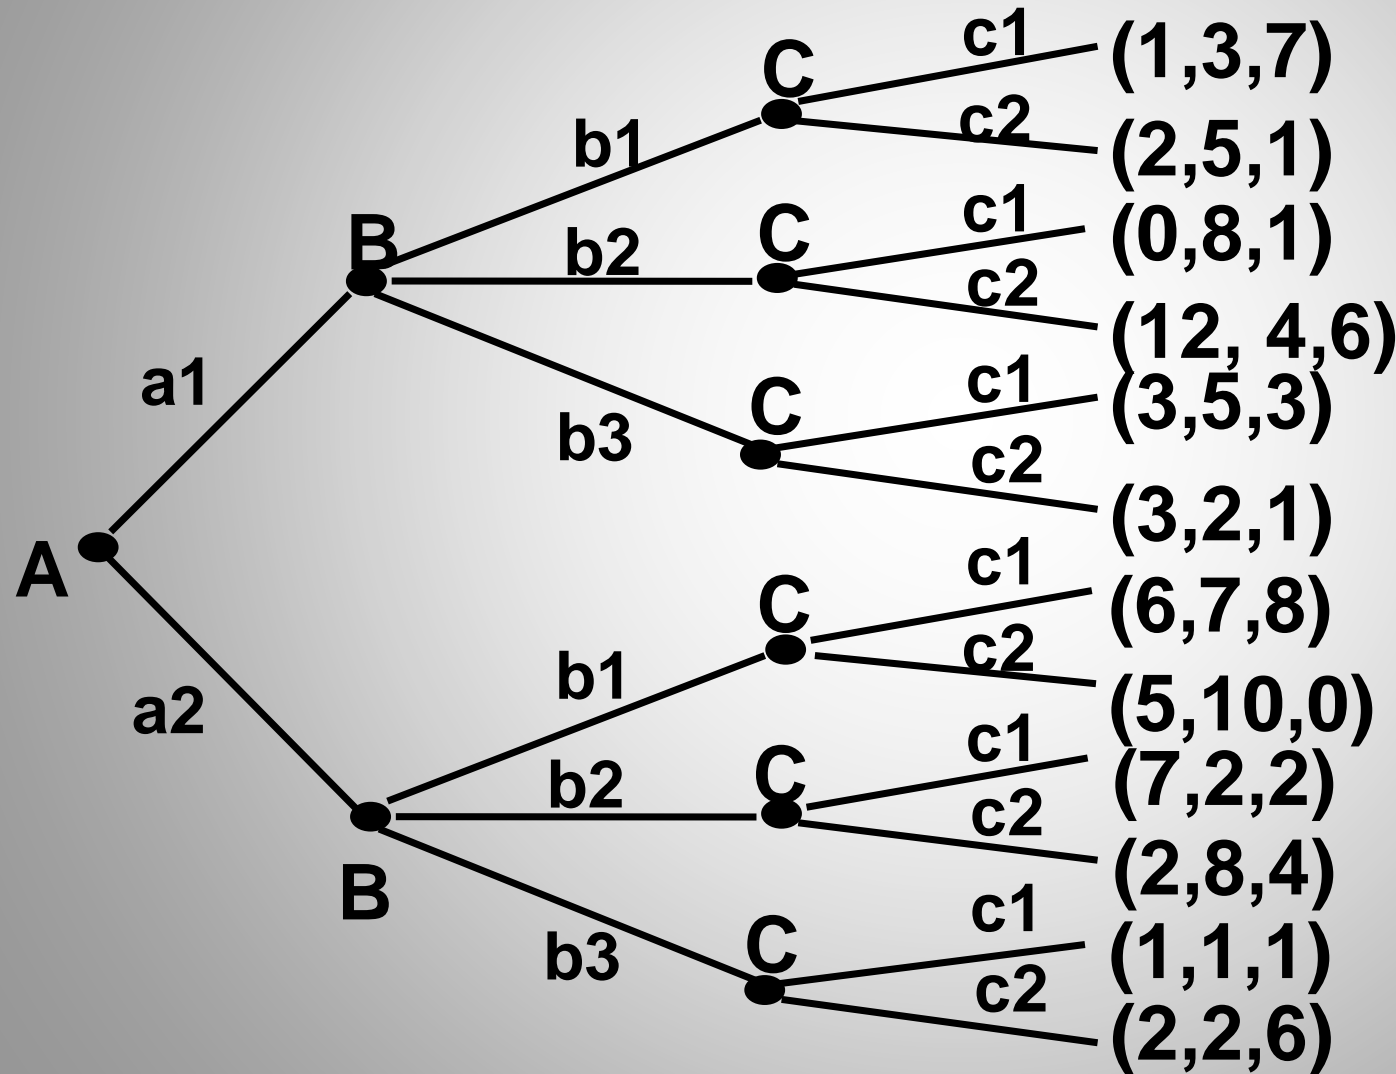 C
c1
(1,3,7)
b1
c2
(2,5,1)
B
b2
C
c1
(0,8,1)
c2
(12, 4,6)
a1
b3
C
c1
(3,5,3)
c2
(3,2,1)
A
C
c1
(6,7,8)
b1
c2
(5,10,0)
a2
b2
C
c1
(7,2,2)
c2
(2,8,4)
B
b3
C
c1
(1,1,1)
c2
(2,2,6)